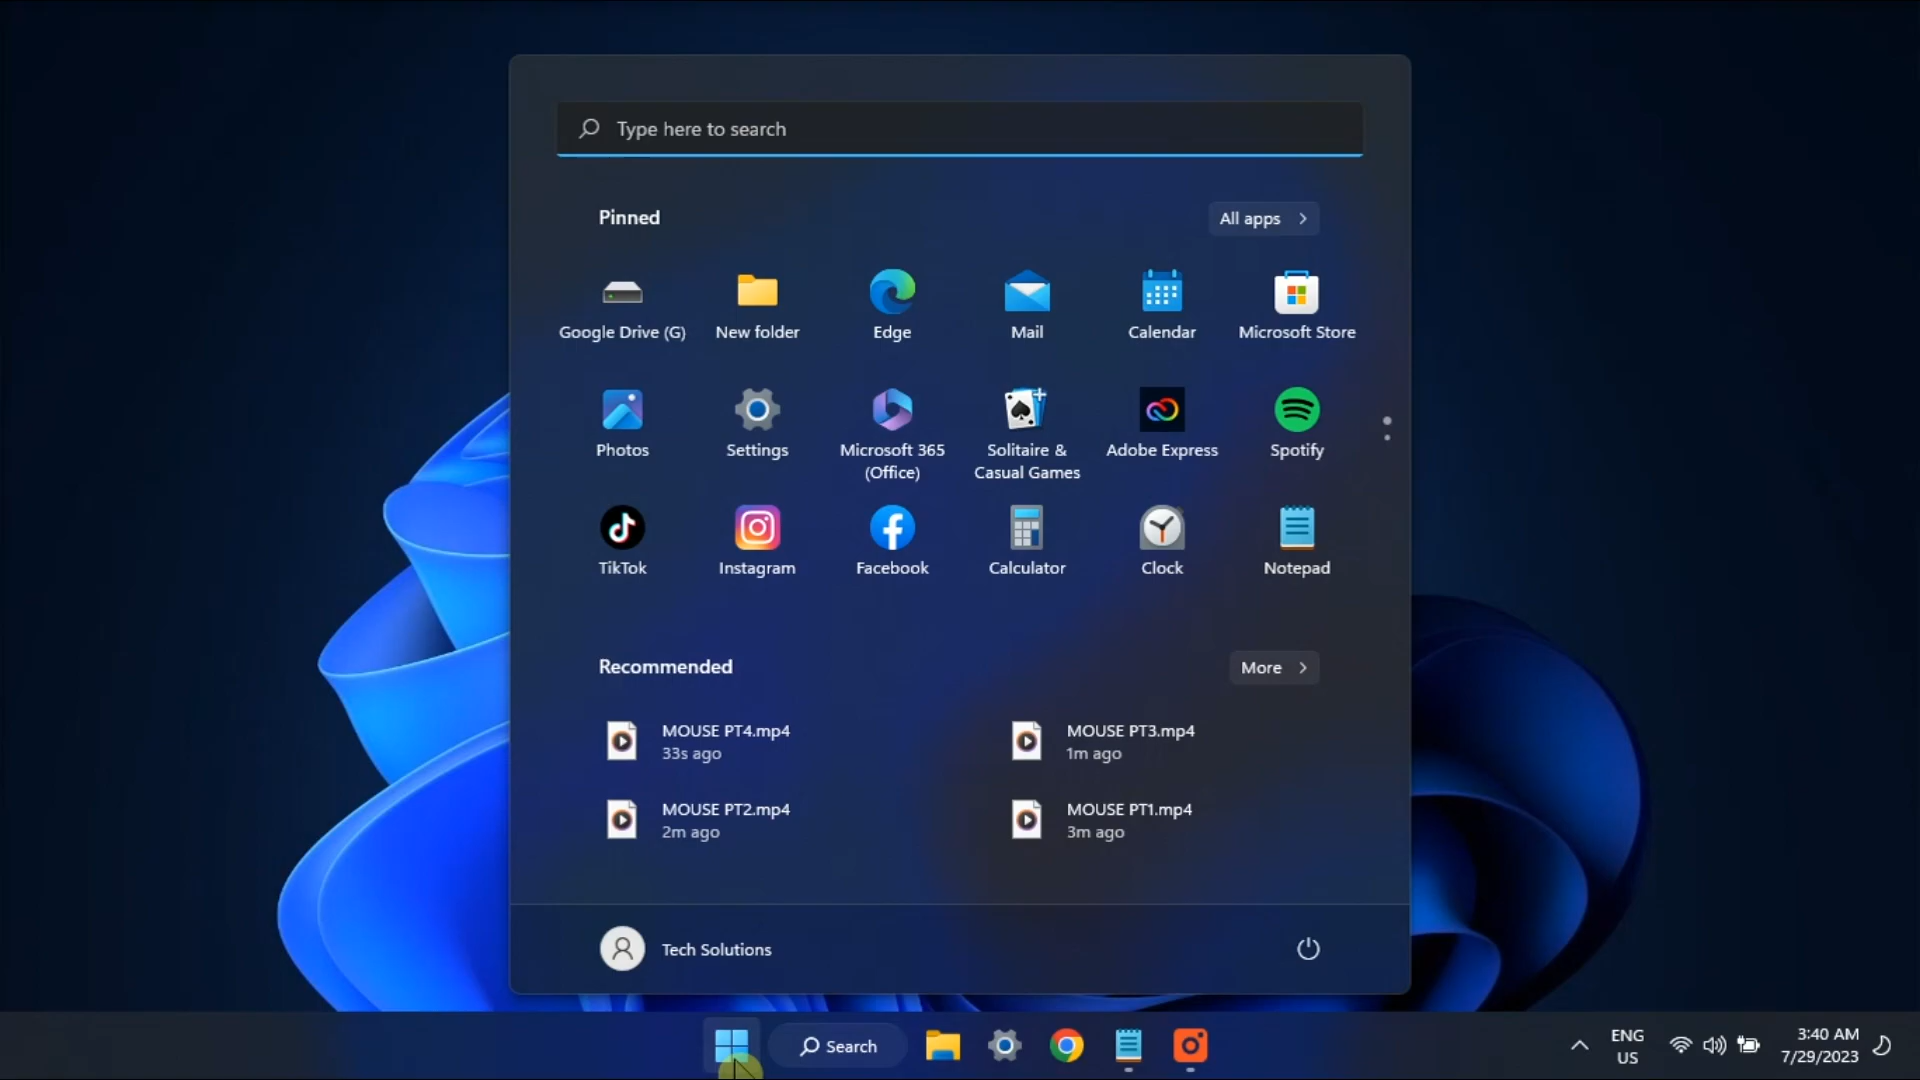 Type here to search
Pinned
All apps
Google Drive (G)
New folder
Edge
Mail
Calendar
Microsoft Store
Photos
Settings
Microsoft 365
(Office)
Solitaire &
Casual Games
Adobe Express
Spotify
TikTok
Instagram
Facebook
Calculator
Clock
Notepad
Recommended
More
MOUSE PT4.mp4
33s ago
MOUSE PT3.mp4
1m ago
MOUSE PT2.mp4
2m ago
MOUSE PT1.mp4
3m ago
Tech Solutions
Search
ENG
US
3:40 AM
7/29/2023